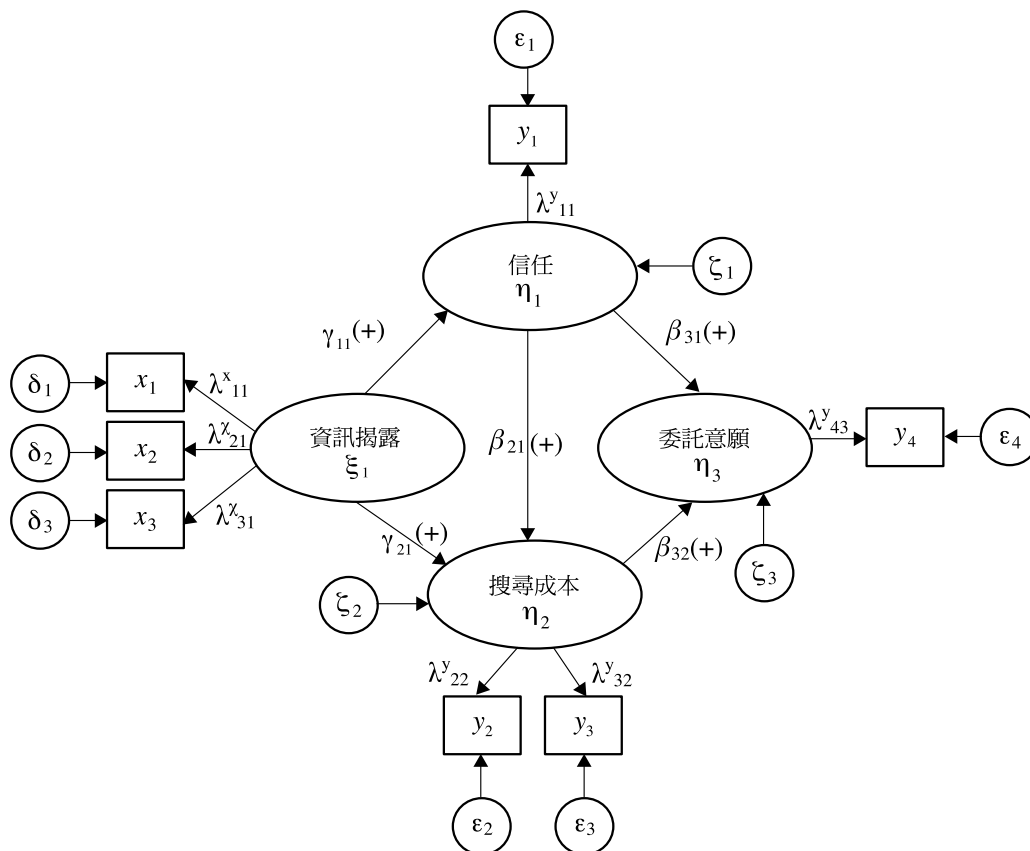 ε₁
y₁
λʸ₁₁
信任
η₁
ζ₁
γ₁₁(+)
β₃₁(+)
δ₁
x₁
λˣ₁₁
δ₂
x₂
λᵡ₂₁
資訊揭露
ξ₁
β₂₁(+)
委託意願
η₃
λʸ₄₃
y₄
ε₄
δ₃
x₃
λᵡ₃₁
γ₂₁(+)
β₃₂(+)
ζ₃
搜尋成本
η₂
ζ₂
λʸ₂₂
λʸ₃₂
y₂
y₃
ε₂
ε₃